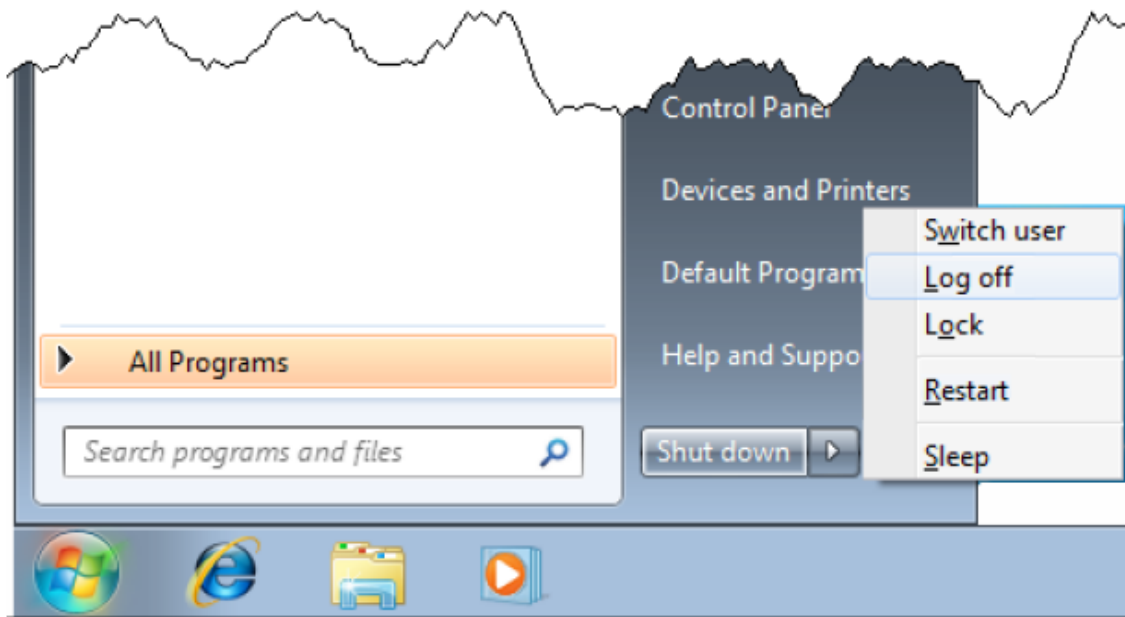 Control Panel
Devices and Printers
Switch user
Default Program
Log off
Lock
All Programs
Help and Suppo
Restart
Search programs and files
Shut down
Sleep